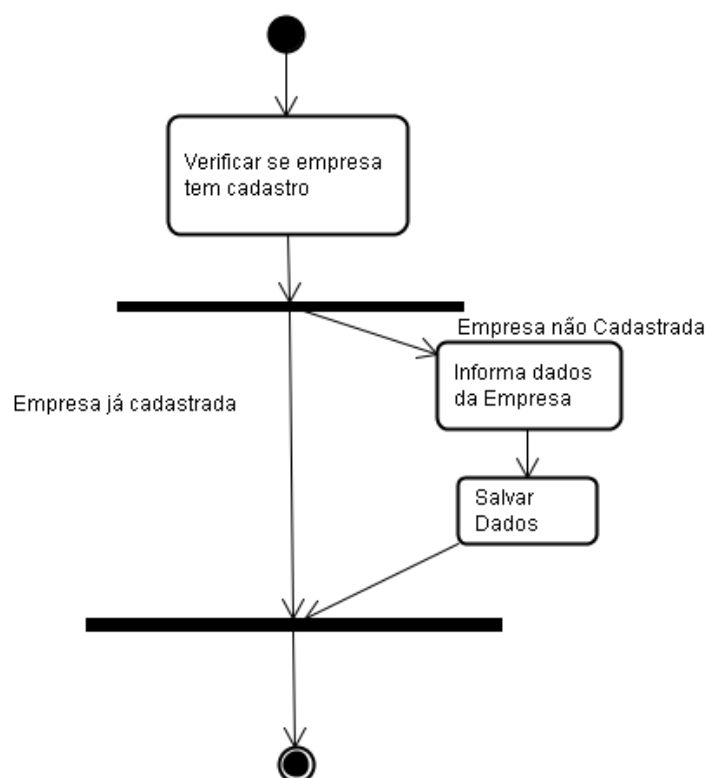 Verificar se empresa
tem cadastro
Empresa não Cadastrada
Informa dados
da Empresa
Empresa já cadastrada
Salvar
Dados